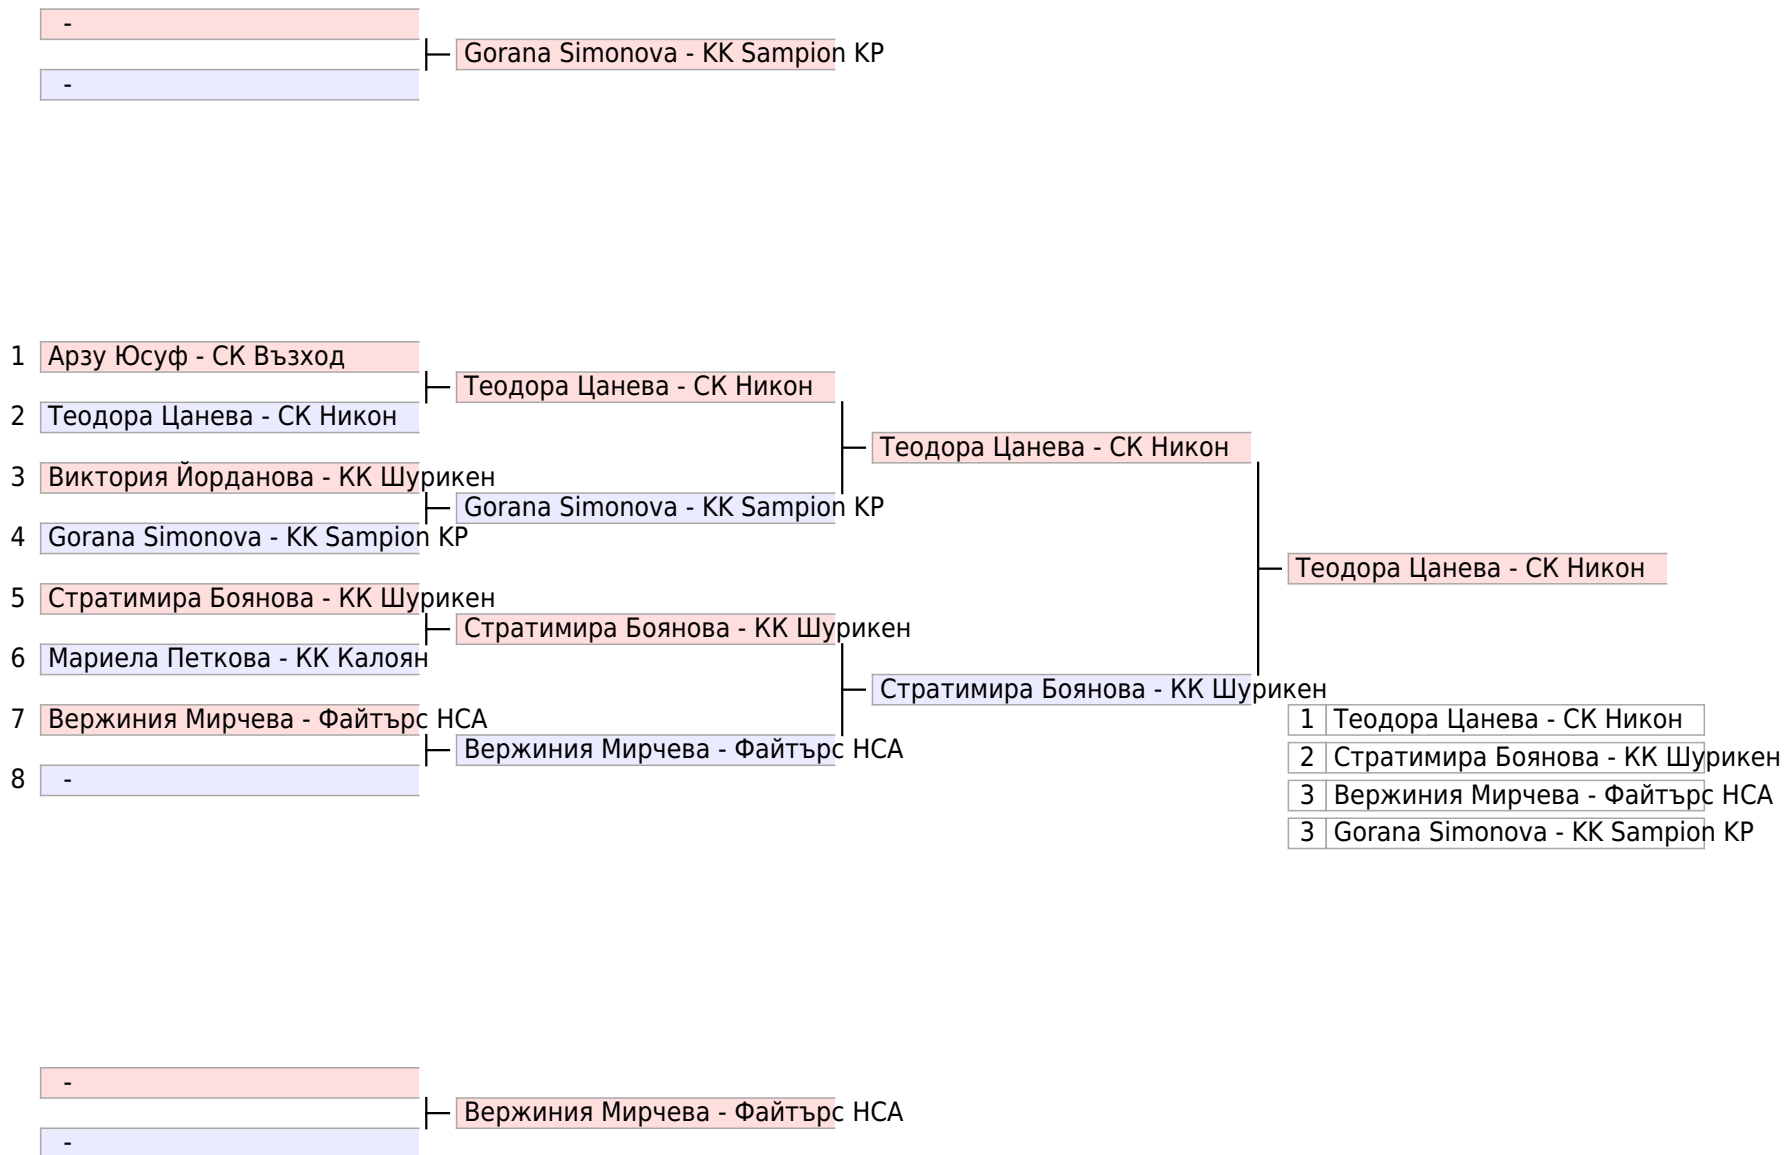 -
Gorana Simonova - KK Sampion KP
-
1 Арзу Юсуф - СК Възход
Теодора Цанева - СК Никон
2 Теодора Цанева - СК Никон
Теодора Цанева - СК Никон
3 Виктория Йорданова - КК Шурикен
Gorana Simonova - KK Sampion KP
4 Gorana Simonova - KK Sampion KP
Теодора Цанева - СК Никон
5 Стратимира Боянова - КК Шурикен
Стратимира Боянова - КК Шурикен
6 Мариела Петкова - КК Калоян
Стратимира Боянова - КК Шурикен
7 Вержиния Мирчева - Файтърс НСА
Вержиния Мирчева - Файтърс НСА
8 -
1 Теодора Цанева - СК Никон
2 Стратимира Боянова - КК Шурикен
3 Вержиния Мирчева - Файтърс НСА
3 Gorana Simonova - KK Sampion KP
-
Вержиния Мирчева - Файтърс НСА
-